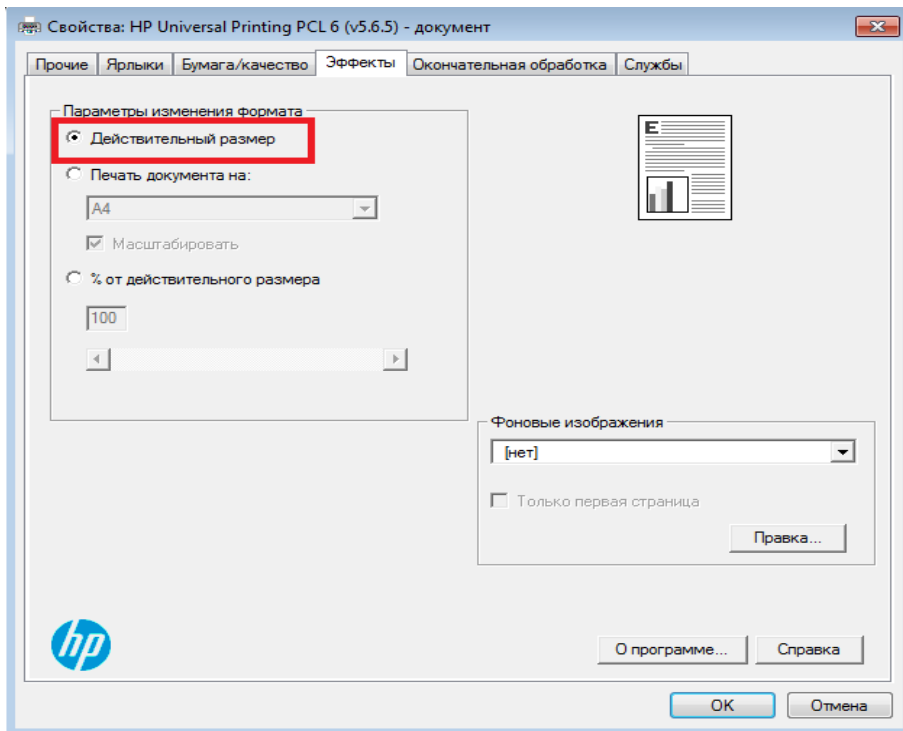 Свойства: HP Universal Printing PCL 6 (v5.6.5) - документ
Прочие Ярлыки Бумага/качество Эффекты Окончательная обработка Службы
Параметры изменения формата
Действительный размер
Печать документа на:
A4
Масштабировать
% от действительного размера
100
E
Фоновые изображения
[нет]
Только первая страница
Правка...
hp
О программе... Справка
OK Отмена